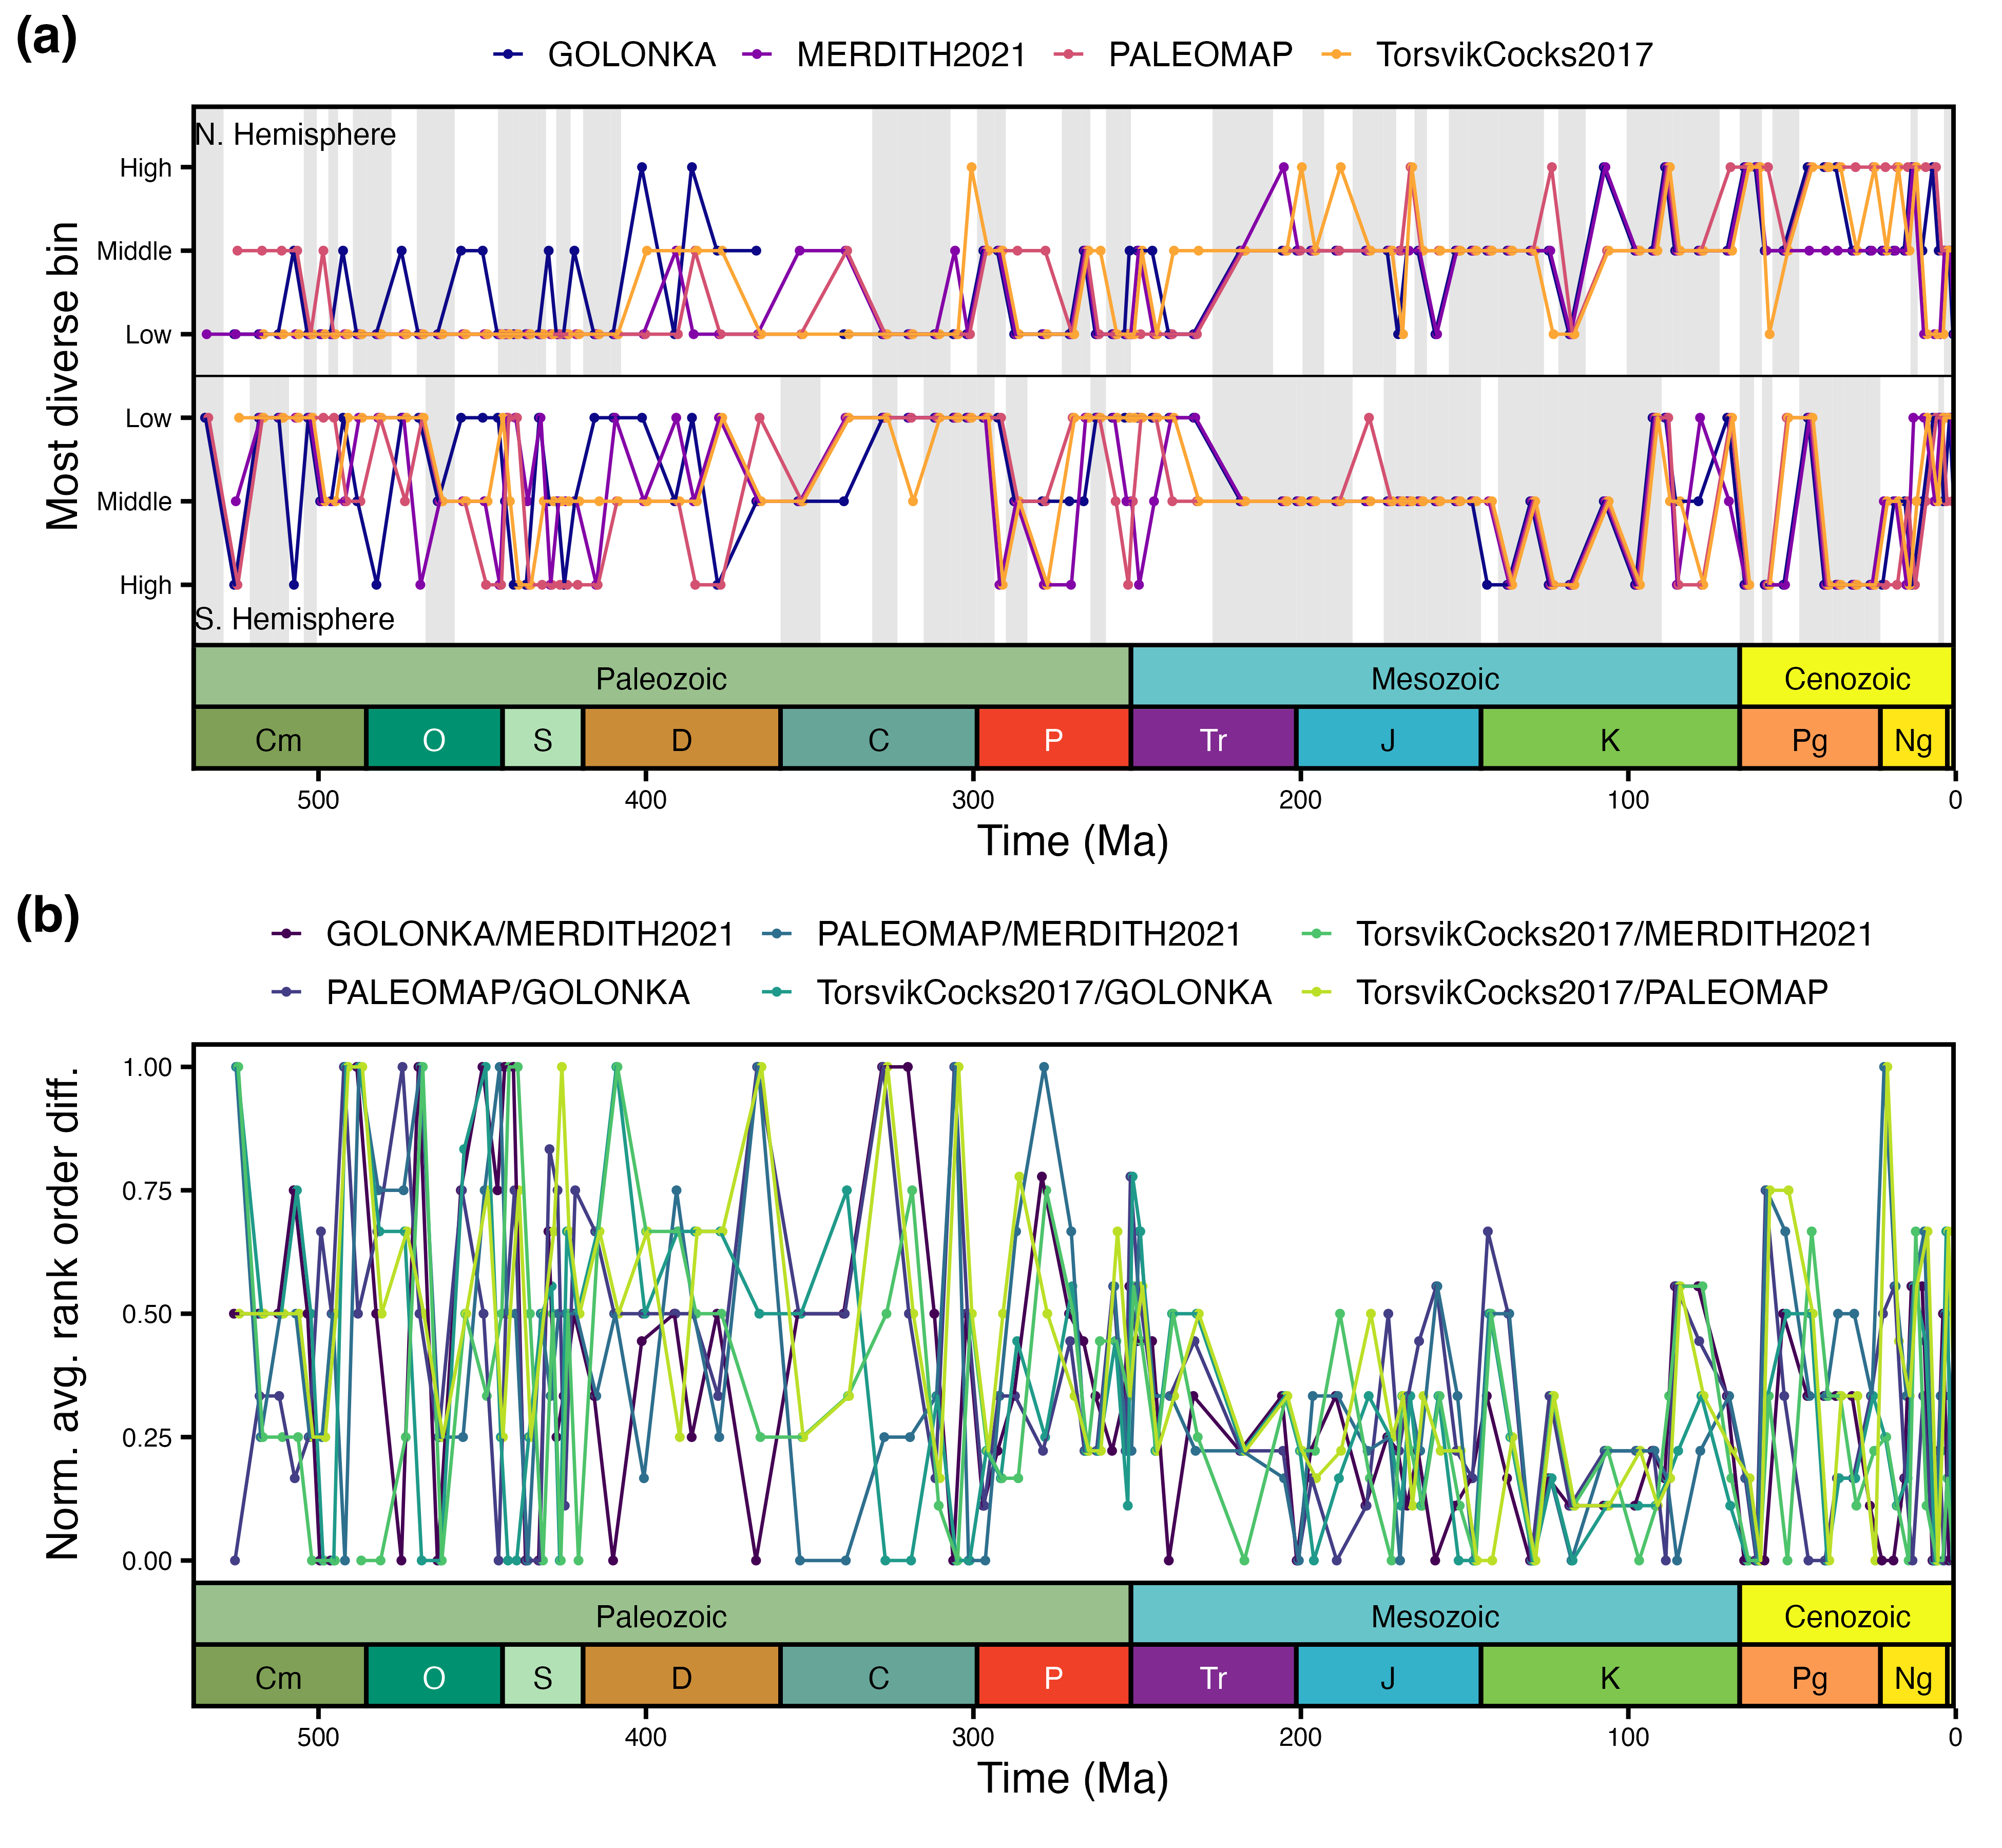 (a)
GOLONKA MERDITH2021 PALEOMAP TorsvikCocks2017
N. Hemisphere
High
Middle
Low
Most diverse bin
Low
Middle
High
S. Hemisphere
Paleozoic Mesozoic Cenozoic
Cm O S D C P Tr J K Pg Ng
500 400 300 200 100 0
Time (Ma)
(b)
GOLONKA/MERDITH2021 PALEOMAP/MERDITH2021 TorsvikCocks2017/MERDITH2021
PALEOMAP/GOLONKA TorsvikCocks2017/GOLONKA TorsvikCocks2017/PALEOMAP
Norm. avg. rank order diff.
1.00
0.75
0.50
0.25
0.00
Paleozoic Mesozoic Cenozoic
Cm O S D C P Tr J K Pg Ng
500 400 300 200 100 0
Time (Ma)